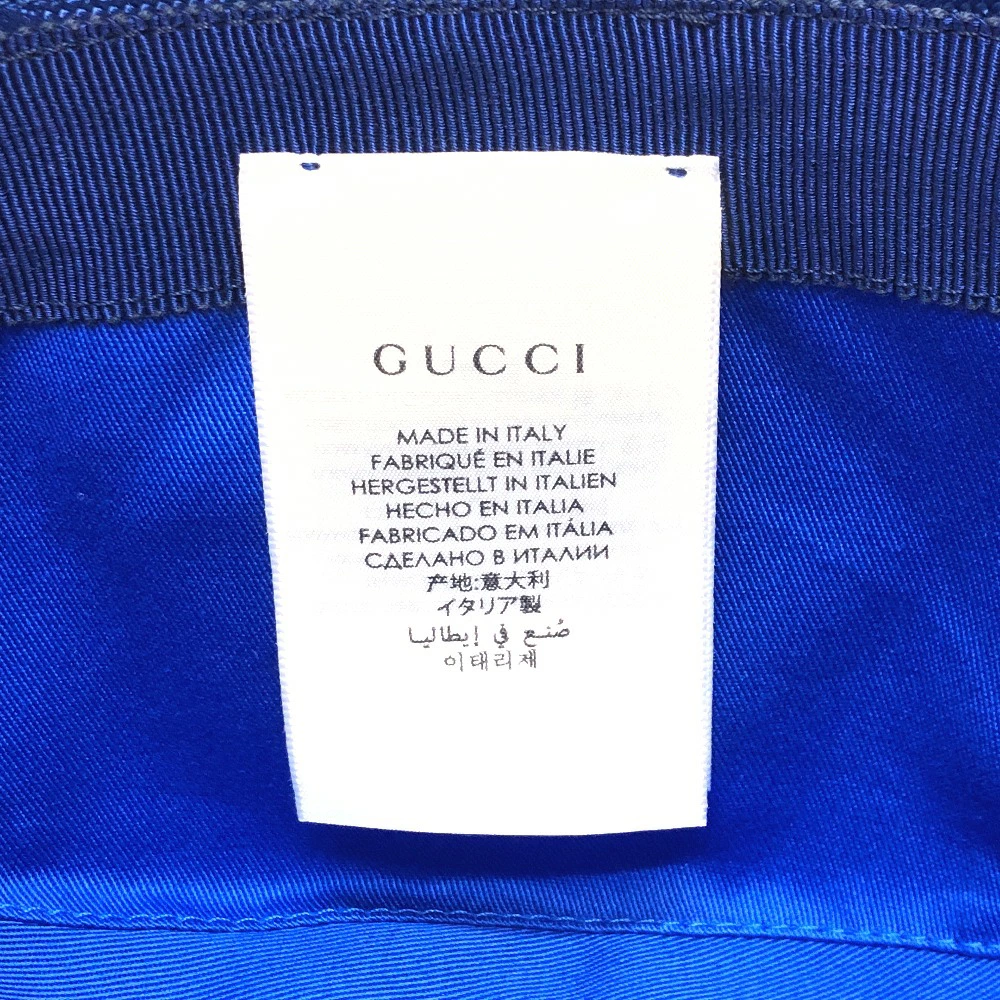 GUCCI
MADE IN ITALY
FABRIQUÉ EN ITALIE
HERGESTELLT IN ITALIEN
HECHO EN ITALIA
FABRICADO EM ITÁLIA
СДЕЛАНО В ИТАЛИИ
产地:意大利
イタリア製
صُنع في إيطاليا
이태리제